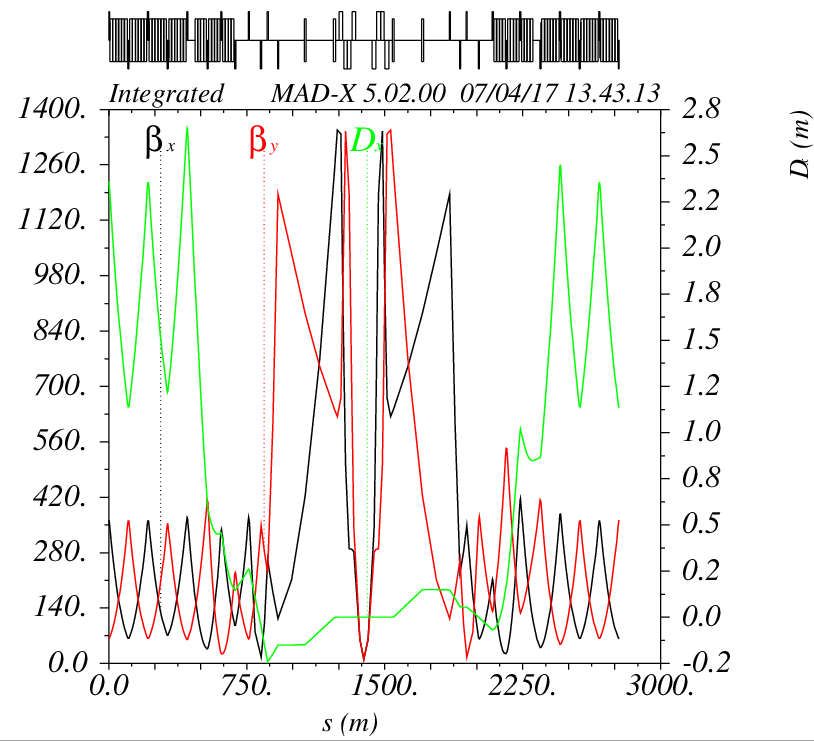 Integrated MAD-X 5.02.00 07/04/17 13.43.13
1400. 2.8
βx βy Dx
1260. 2.5
1120. 2.2
980. 2.0
840. 1.8
700. 1.5
560. 1.2
420. 1.0
280. 0.8
140. 0.5
0.0 0.2
0.0
-0.2
Dx (m)
0.0 750. 1500. 2250. 3000.
s (m)